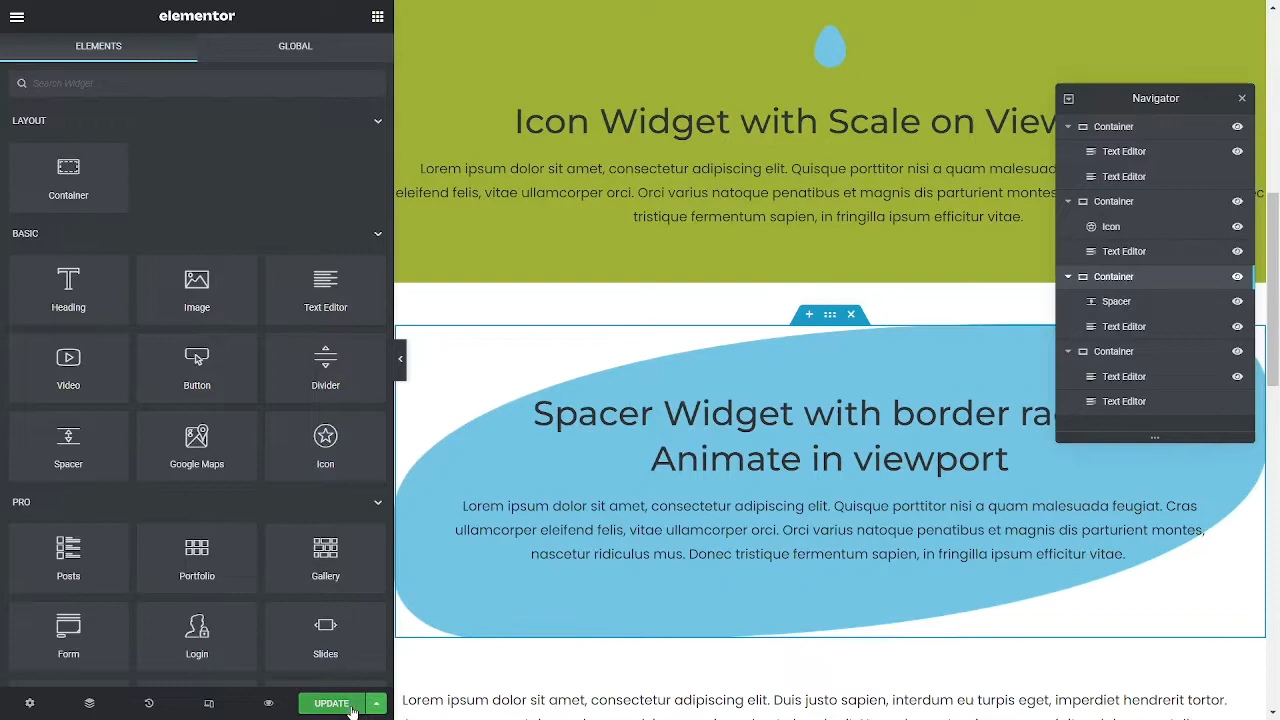 elementor
ELEMENTS
GLOBAL
Search Widget...
LAYOUT
Container
BASIC
Heading
Image
Text Editor
Video
Button
Divider
Spacer
Google Maps
Icon
PRO
Posts
Portfolio
Gallery
Form
Login
Slides
UPDATE
Icon Widget with Scale on View
Lorem ipsum dolor sit amet, consectetur adipiscing elit. Quisque porttitor nisi a quam malesuad
eleifend felis, vitae ullamcorper orci. Orci varius natoque penatibus et magnis dis parturient montes
tristique fermentum sapien, in fringilla ipsum efficitur vitae.
Spacer Widget with border ra
Animate in viewport
Lorem ipsum dolor sit amet, consectetur adipiscing elit. Quisque porttitor nisi a quam malesuada feugiat. Cras
ullamcorper eleifend felis, vitae ullamcorper orci. Orci varius natoque penatibus et magnis dis parturient montes,
nascetur ridiculus mus. Donec tristique fermentum sapien, in fringilla ipsum efficitur vitae.
Lorem ipsum dolor sit amet, consectetur adipiscing elit. Duis justo sapien, interdum eu turpis eget, hendrerit tortor.
Navigator
Container
Text Editor
Text Editor
Container
Icon
Text Editor
Container
Spacer
Text Editor
Container
Text Editor
Text Editor